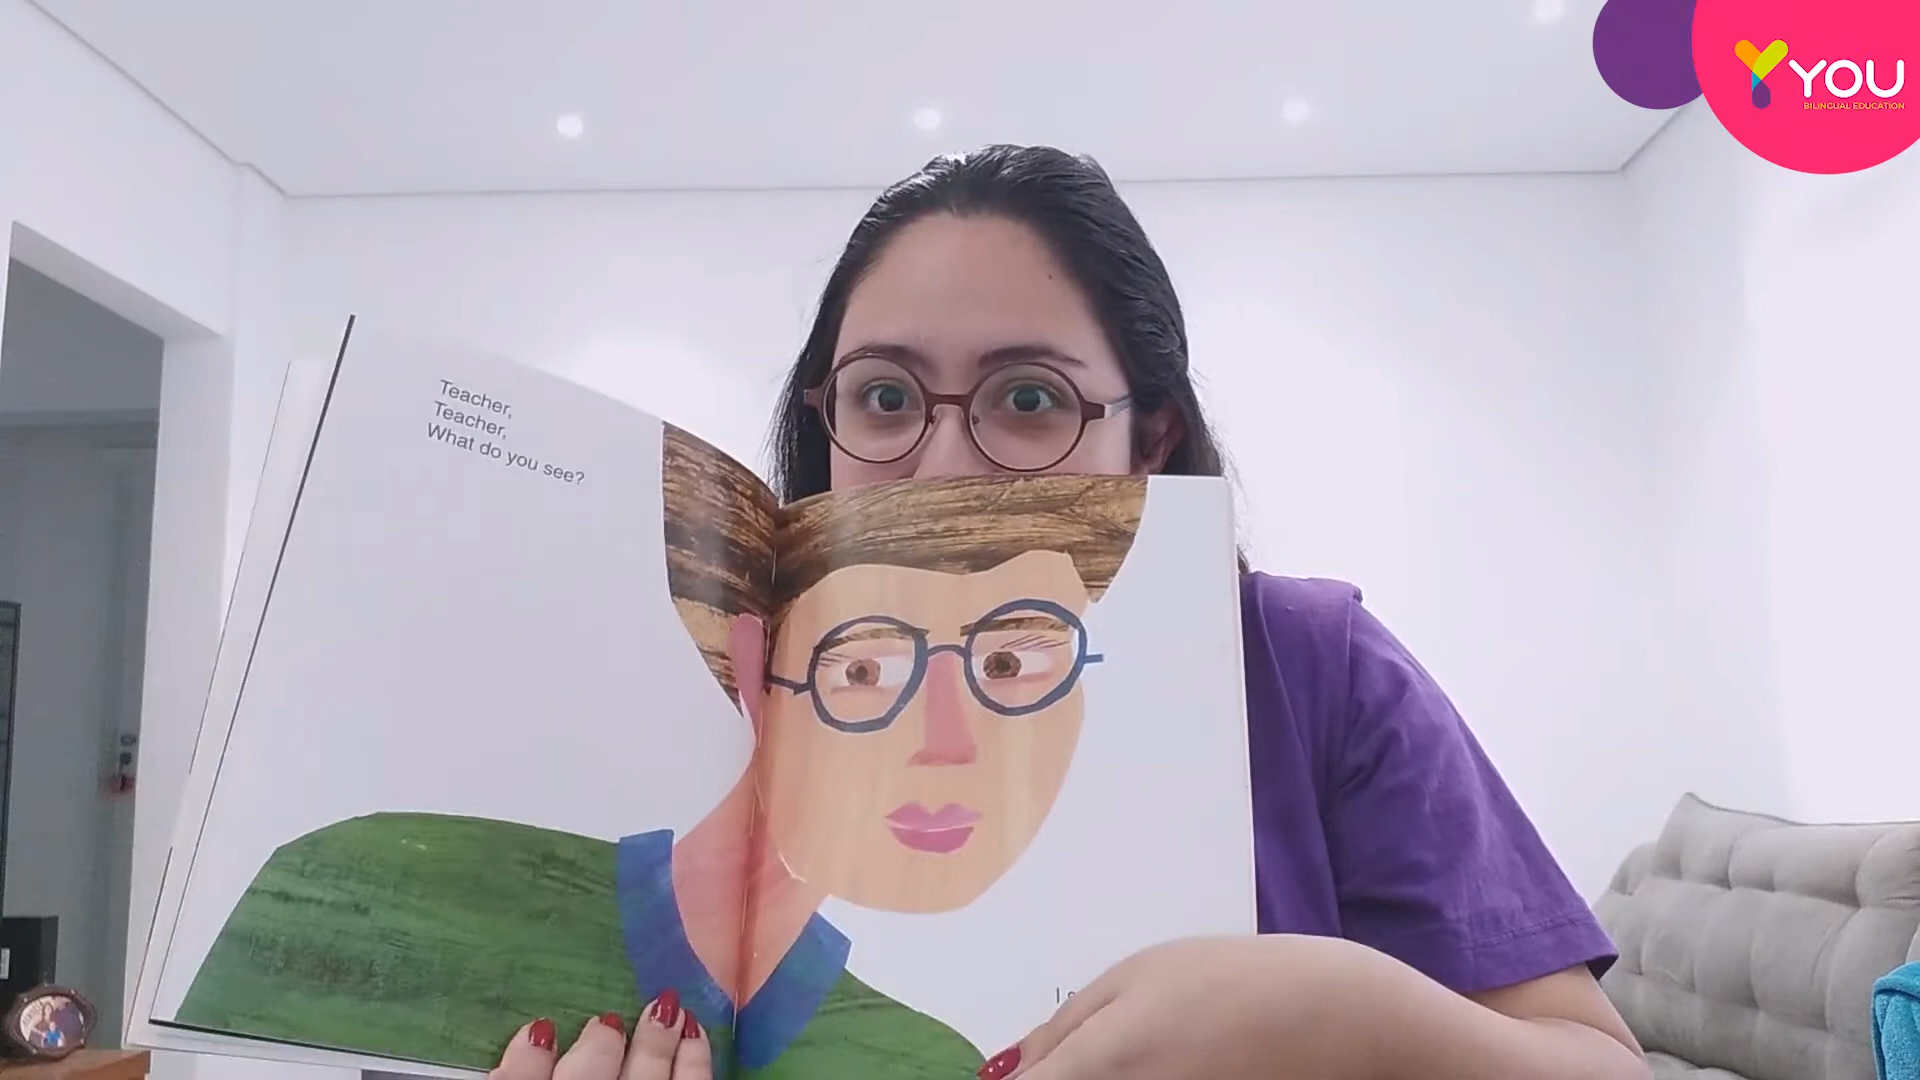 Teacher,
Teacher,
What do you see?
I
YOU
BILINGUAL EDUCATION